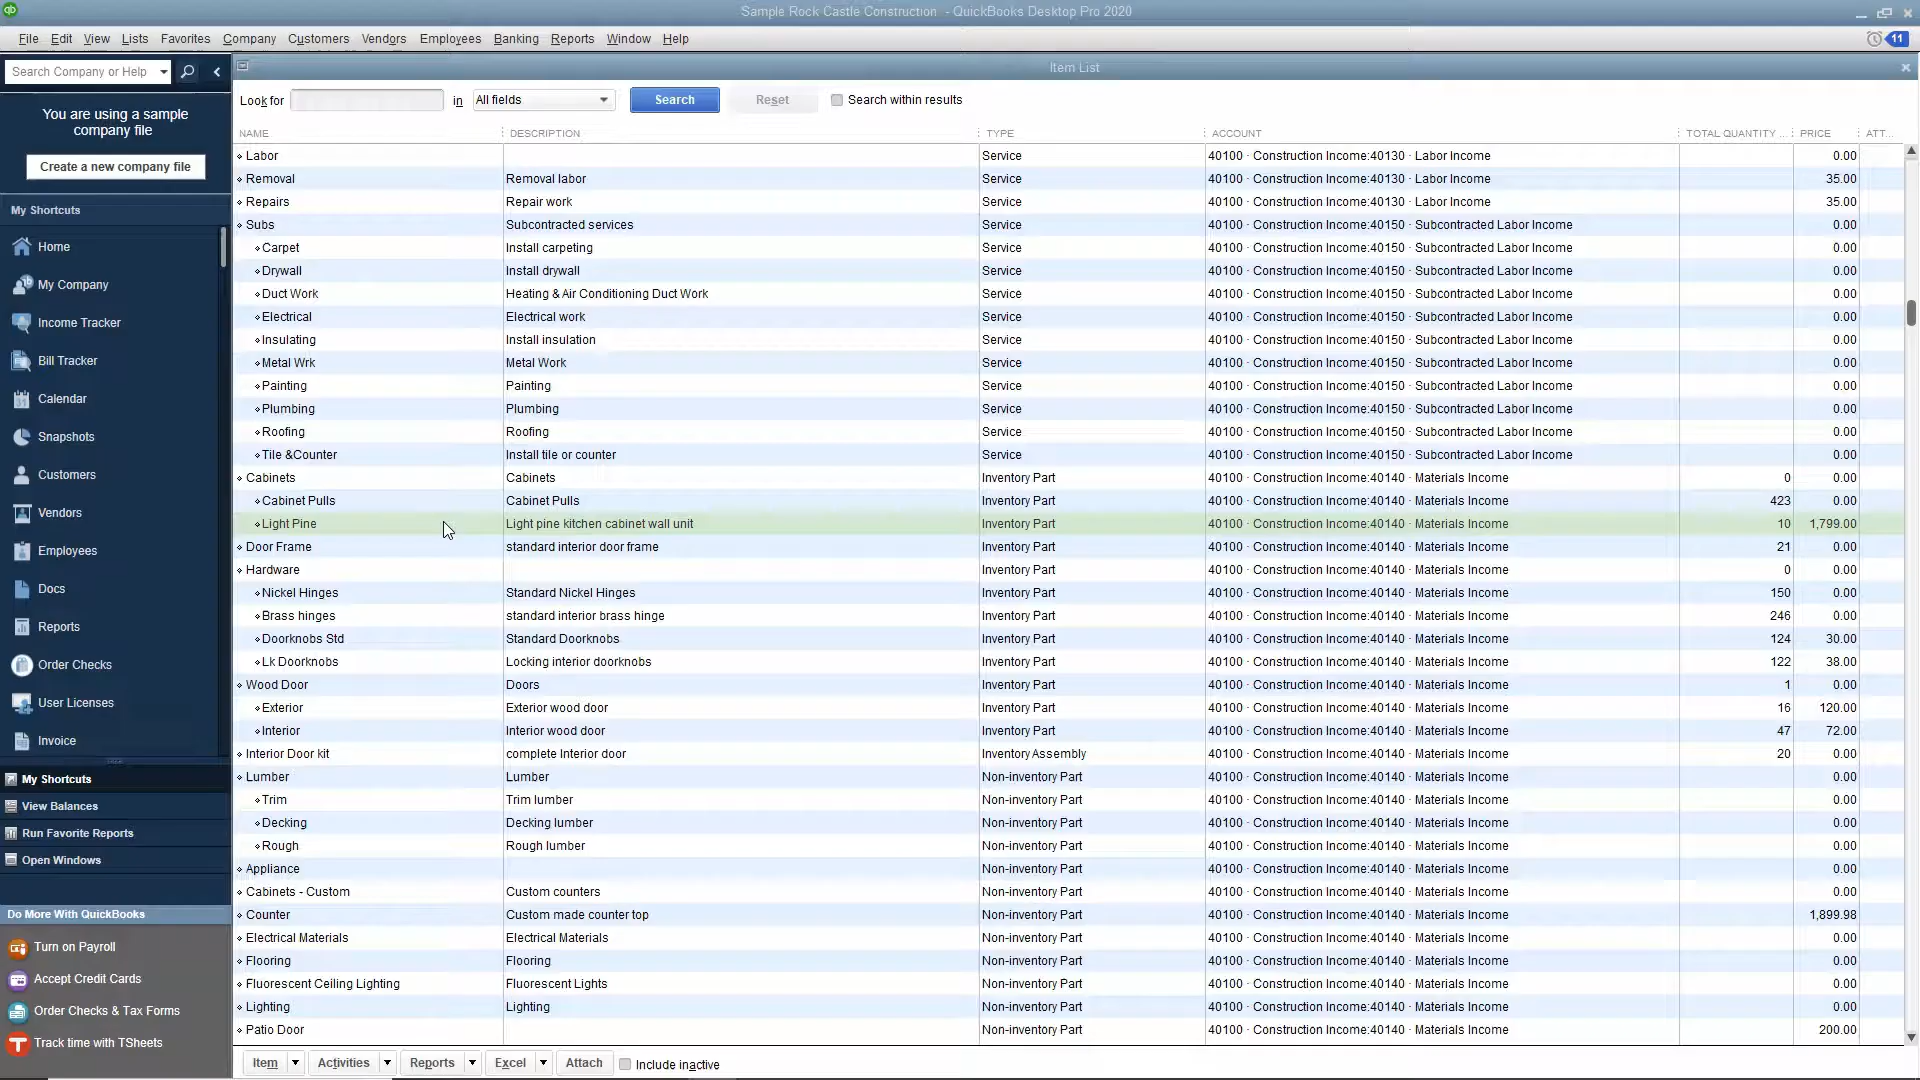 Sample Rock Castle Construction - QuickBooks Desktop Pro 2020
File Edit View Lists Favorites Company Customers Vendors Employees Banking Reports Window Help 11
Search Company or Help
Item List
You are using a sample
company file
Create a new company file
Look for in All fields Search Reset Search within results
My Shortcuts
Home
My Company
Income Tracker
Bill Tracker
Calendar
Snapshots
Customers
Vendors
Employees
Docs
Reports
Order Checks
User Licenses
Invoice
My Shortcuts
View Balances
Run Favorite Reports
Open Windows
Do More With QuickBooks
Turn on Payroll
Accept Credit Cards
Order Checks & Tax Forms
Track time with TSheets
NAME DESCRIPTION TYPE ACCOUNT TOTAL QUANTITY ... PRICE ATT...
Labor Service 40100 · Construction Income:40130 · Labor Income 0.00
Removal Removal labor Service 40100 · Construction Income:40130 · Labor Income 35.00
Repairs Repair work Service 40100 · Construction Income:40130 · Labor Income 35.00
Subs Subcontracted services Service 40100 · Construction Income:40150 · Subcontracted Labor Income 0.00
Carpet Install carpeting Service 40100 · Construction Income:40150 · Subcontracted Labor Income 0.00
Drywall Install drywall Service 40100 · Construction Income:40150 · Subcontracted Labor Income 0.00
Duct Work Heating & Air Conditioning Duct Work Service 40100 · Construction Income:40150 · Subcontracted Labor Income 0.00
Electrical Electrical work Service 40100 · Construction Income:40150 · Subcontracted Labor Income 0.00
Insulating Install insulation Service 40100 · Construction Income:40150 · Subcontracted Labor Income 0.00
Metal Wrk Metal Work Service 40100 · Construction Income:40150 · Subcontracted Labor Income 0.00
Painting Painting Service 40100 · Construction Income:40150 · Subcontracted Labor Income 0.00
Plumbing Plumbing Service 40100 · Construction Income:40150 · Subcontracted Labor Income 0.00
Roofing Roofing Service 40100 · Construction Income:40150 · Subcontracted Labor Income 0.00
Tile &Counter Install tile or counter Service 40100 · Construction Income:40150 · Subcontracted Labor Income 0.00
Cabinets Cabinets Inventory Part 40100 · Construction Income:40140 · Materials Income 0 0.00
Cabinet Pulls Cabinet Pulls Inventory Part 40100 · Construction Income:40140 · Materials Income 423 0.00
Light Pine Light pine kitchen cabinet wall unit Inventory Part 40100 · Construction Income:40140 · Materials Income 10 1,799.00
Door Frame standard interior door frame Inventory Part 40100 · Construction Income:40140 · Materials Income 21 0.00
Hardware Inventory Part 40100 · Construction Income:40140 · Materials Income 0 0.00
Nickel Hinges Standard Nickel Hinges Inventory Part 40100 · Construction Income:40140 · Materials Income 150 0.00
Brass hinges standard interior brass hinge Inventory Part 40100 · Construction Income:40140 · Materials Income 246 0.00
Doorknobs Std Standard Doorknobs Inventory Part 40100 · Construction Income:40140 · Materials Income 124 30.00
Lk Doorknobs Locking interior doorknobs Inventory Part 40100 · Construction Income:40140 · Materials Income 122 38.00
Wood Door Doors Inventory Part 40100 · Construction Income:40140 · Materials Income 1 0.00
Exterior Exterior wood door Inventory Part 40100 · Construction Income:40140 · Materials Income 16 120.00
Interior Interior wood door Inventory Part 40100 · Construction Income:40140 · Materials Income 47 72.00
Interior Door kit complete Interior door Inventory Assembly 40100 · Construction Income:40140 · Materials Income 20 0.00
Lumber Lumber Non-inventory Part 40100 · Construction Income:40140 · Materials Income 0.00
Trim Trim lumber Non-inventory Part 40100 · Construction Income:40140 · Materials Income 0.00
Decking Decking lumber Non-inventory Part 40100 · Construction Income:40140 · Materials Income 0.00
Rough Rough lumber Non-inventory Part 40100 · Construction Income:40140 · Materials Income 0.00
Appliance Non-inventory Part 40100 · Construction Income:40140 · Materials Income 0.00
Cabinets - Custom Custom counters Non-inventory Part 40100 · Construction Income:40140 · Materials Income 0.00
Counter Custom made counter top Non-inventory Part 40100 · Construction Income:40140 · Materials Income 1,899.98
Electrical Materials Electrical Materials Non-inventory Part 40100 · Construction Income:40140 · Materials Income 0.00
Flooring Flooring Non-inventory Part 40100 · Construction Income:40140 · Materials Income 0.00
Fluorescent Ceiling Lighting Fluorescent Lights Non-inventory Part 40100 · Construction Income:40140 · Materials Income 0.00
Lighting Lighting Non-inventory Part 40100 · Construction Income:40140 · Materials Income 0.00
Patio Door Non-inventory Part 40100 · Construction Income:40140 · Materials Income 200.00
Item Activities Reports Excel Attach Include inactive